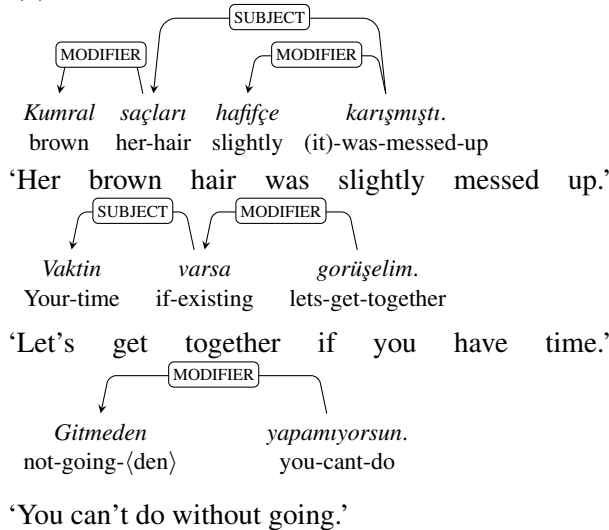 SUBJECT
MODIFIER MODIFIER
Kumral saçları hafifçe karışmıştı.
brown her-hair slightly (it)-was-messed-up
‘Her brown hair was slightly messed up.’
SUBJECT MODIFIER
Vaktin varsa gorüşelim.
Your-time if-existing lets-get-together
‘Let’s get together if you have time.’
MODIFIER
Gitmeden yapamıyorsun.
not-going-⟨den⟩ you-cant-do
‘You can’t do without going.’